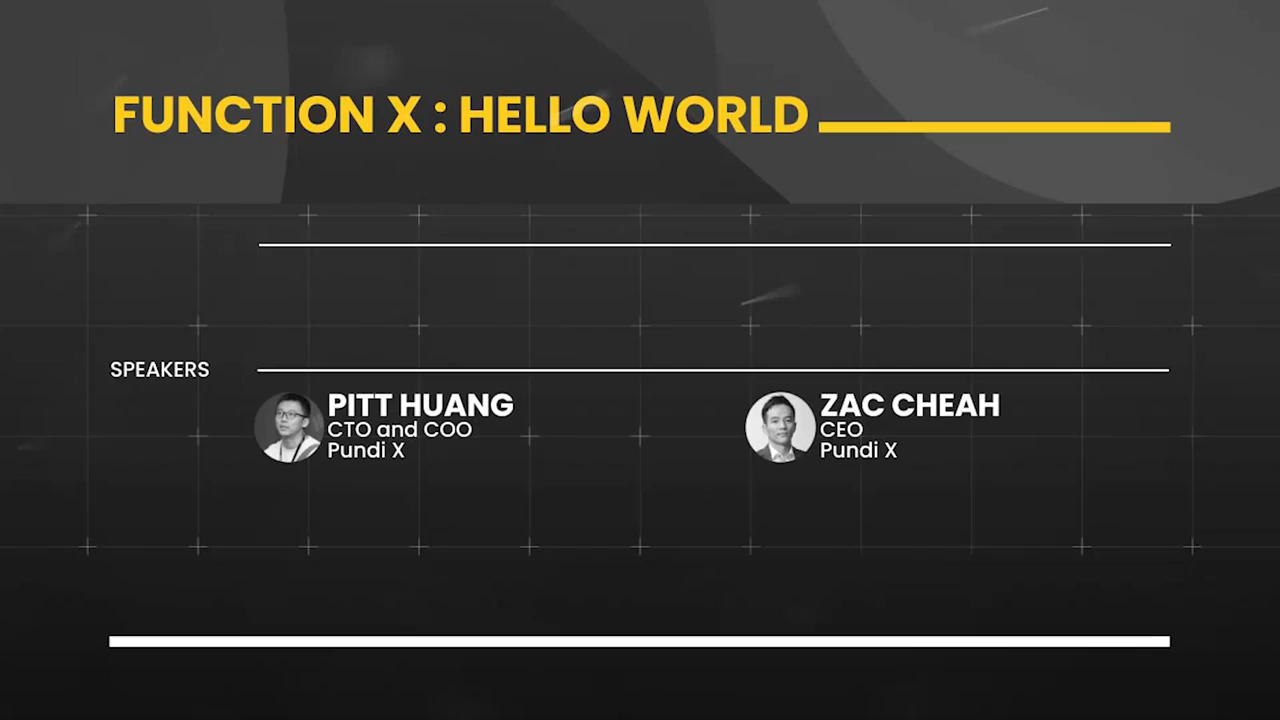 FUNCTION X : HELLO WORLD
SPEAKERS
PITT HUANG
CTO and COO
Pundi X
ZAC CHEAH
CEO
Pundi X